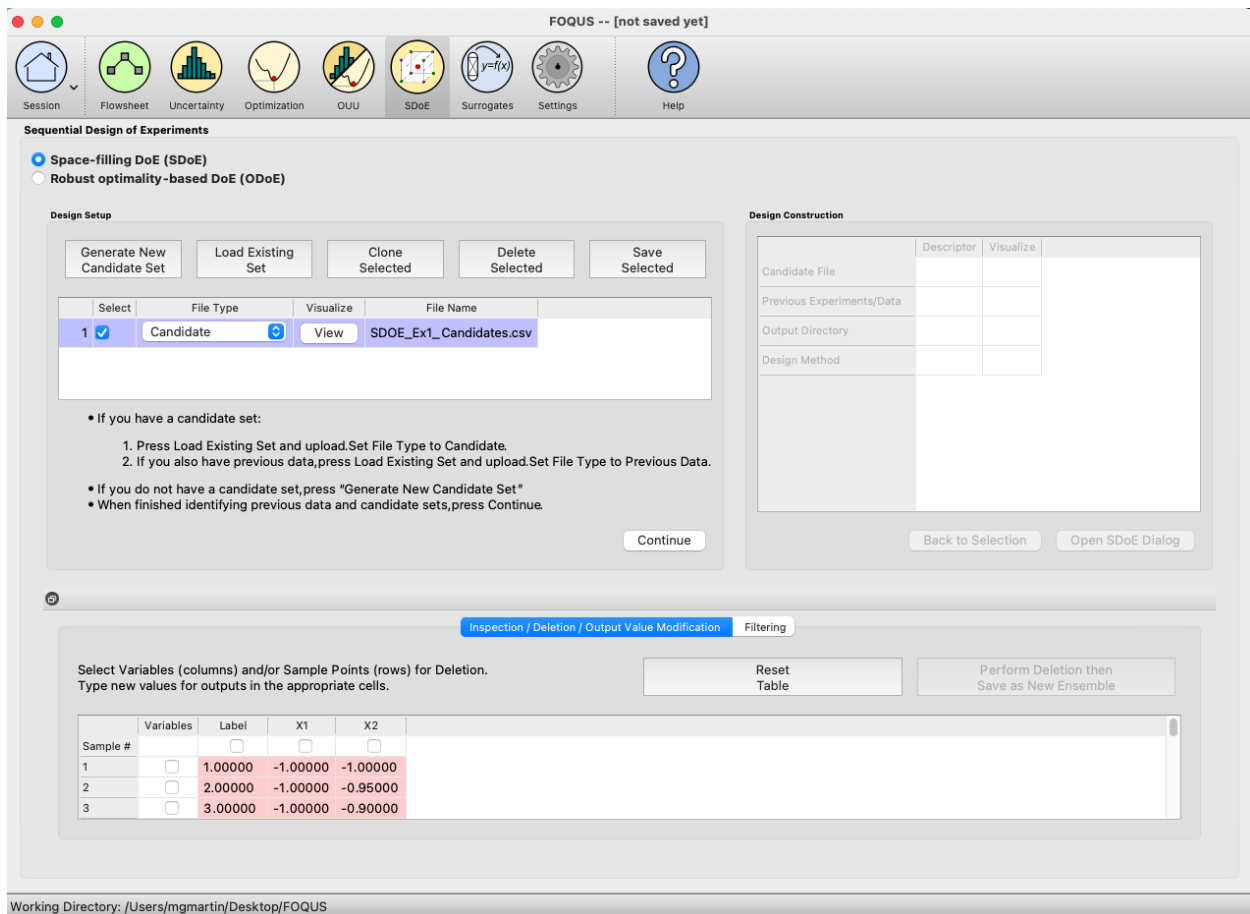 FOQUS -- [not saved yet]
y=f(x)
Session Flowsheet Uncertainty Optimization OUU SDoE Surrogates Settings Help
Sequential Design of Experiments
Space-filling DoE (SDoE)
Robust optimality-based DoE (ODoE)
Design Setup
Generate New
Candidate Set
Load Existing
Set
Clone
Selected
Delete
Selected
Save
Selected
Select File Type Visualize File Name
1 Candidate View SDOE_Ex1_Candidates.csv
• If you have a candidate set:
1. Press Load Existing Set and upload.Set File Type to Candidate.
2. If you also have previous data,press Load Existing Set and upload.Set File Type to Previous Data.
• If you do not have a candidate set,press “Generate New Candidate Set”
• When finished identifying previous data and candidate sets,press Continue.
Continue
Design Construction
Descriptor Visualize
Candidate File
Previous Experiments/Data
Output Directory
Design Method
Back to Selection Open SDoE Dialog
Inspection / Deletion / Output Value Modification Filtering
Select Variables (columns) and/or Sample Points (rows) for Deletion.
Type new values for outputs in the appropriate cells.
Reset
Table
Perform Deletion then
Save as New Ensemble
Variables Label X1 X2
Sample #
1 1.00000 -1.00000 -1.00000
2 2.00000 -1.00000 -0.95000
3 3.00000 -1.00000 -0.90000
Working Directory: /Users/mgmartin/Desktop/FOQUS